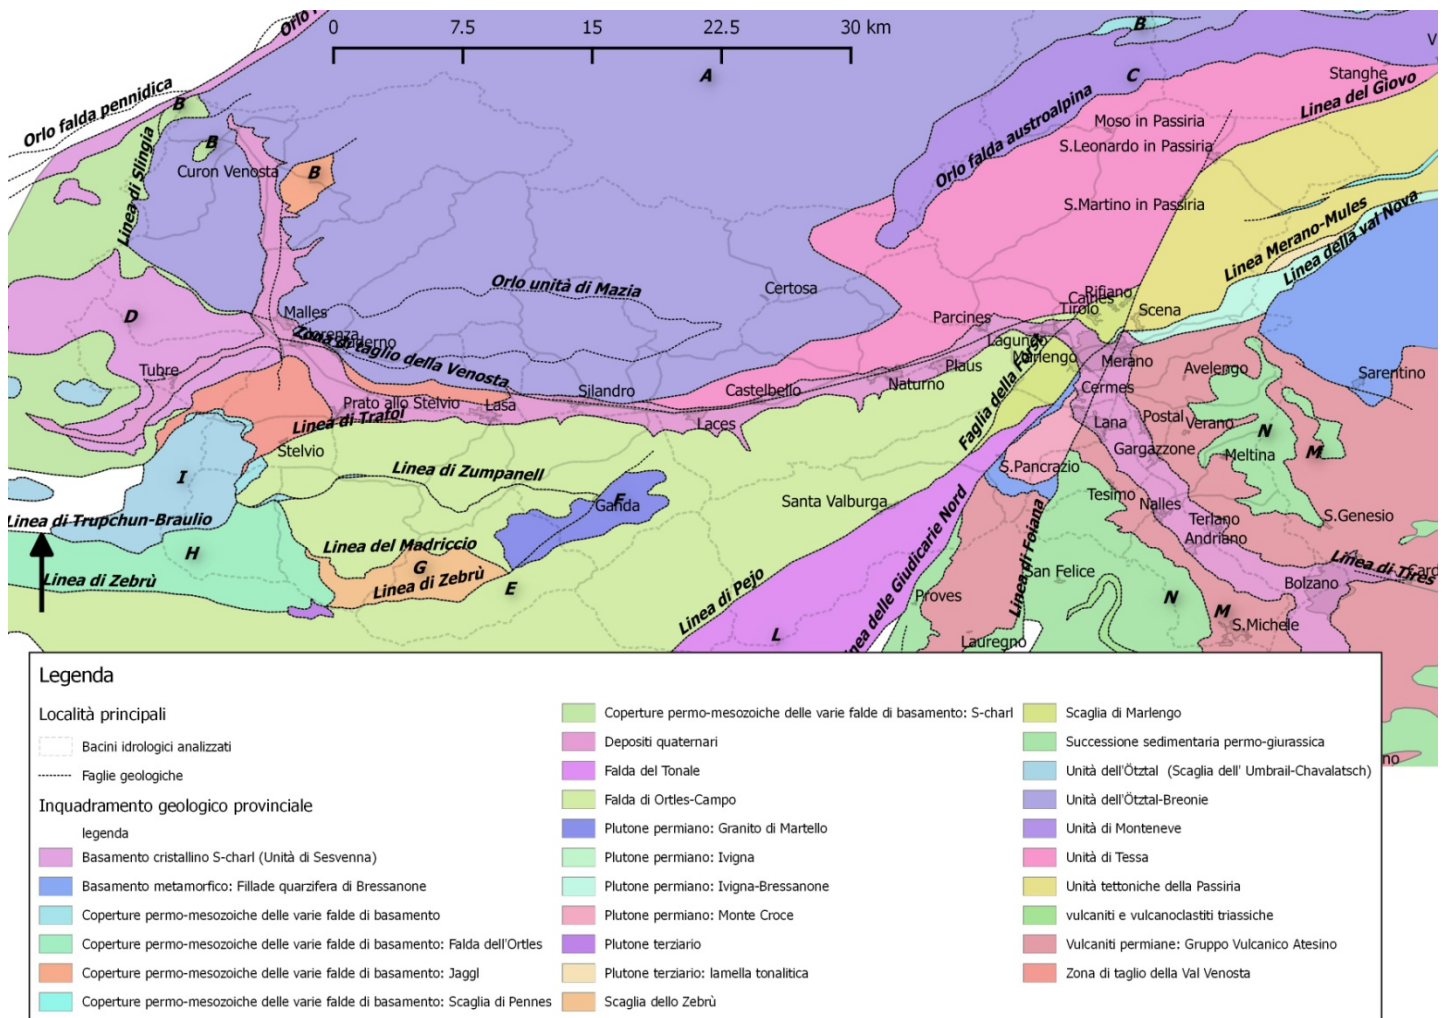 0 7.5 15 22.5 30 km
Orlo f
B
A
C
V
Stanghe
Orlo falda pennidica
B
Linea del Giovo
Moso in Passiria
Linea di Slingia
B
Orlo falda austroalpina
S.Leonardo in Passiria
Curon Venosta
B
S.Martino in Passiria
Linea Merano-Mules
Linea della val Nova
Orlo unità di Mazia
Certosa
Rifiano
Caines
Tirolo
Scena
D
Malles
Parcines
Zona di taglio della Venosta
Lagundo
Marlengo
Merano
Tubre
Plaus
Avelengo
Sarentino
Naturno
Cermes
Prato allo Stelvio
Lasa
Silandro
Castelbello
Faglia della Foresta
Linea di Trafoi
Laces
Lana
Postal
Verano
N
M
Stelvio
Gargazzone
Meltina
Linea di Zumpanell
S.Pancrazio
I
F
Ganda
Santa Valburga
Tesimo
Nalles
Linea di Trupchun-Braulio
Terlano
S.Genesio
Andriano
Linea del Madriccio
H
G
Linea delle Giudicarie Nord
Linea di Foiana
Linea di Tires
Linea di Zebrù
Linea di Zebrù
E
San Felice
Bolzano
Card
Linea di Pejo
Proves
N
M
L
Lauregno
S.Michele
no
Legenda
Località principali
Bacini idrologici analizzati
Faglie geologiche
Inquadramento geologico provinciale
legenda
Basamento cristallino S-charl (Unità di Sesvenna)
Basamento metamorfico: Fillade quarzifera di Bressanone
Coperture permo-mesozoiche delle varie falde di basamento
Coperture permo-mesozoiche delle varie falde di basamento: Falda dell'Ortles
Coperture permo-mesozoiche delle varie falde di basamento: Jaggl
Coperture permo-mesozoiche delle varie falde di basamento: Scaglia di Pennes
Coperture permo-mesozoiche delle varie falde di basamento: S-charl
Depositi quaternari
Falda del Tonale
Falda di Ortles-Campo
Plutone permiano: Granito di Martello
Plutone permiano: Ivigna
Plutone permiano: Ivigna-Bressanone
Plutone permiano: Monte Croce
Plutone terziario
Plutone terziario: lamella tonalitica
Scaglia dello Zebrù
Scaglia di Marlengo
Successione sedimentaria permo-giurassica
Unità dell'Ötztal (Scaglia dell' Umbrail-Chavalatsch)
Unità dell'Ötztal-Breonie
Unità di Monteneve
Unità di Tessa
Unità tettoniche della Passiria
vulcaniti e vulcanoclastiti triassiche
Vulcaniti permiane: Gruppo Vulcanico Atesino
Zona di taglio della Val Venosta